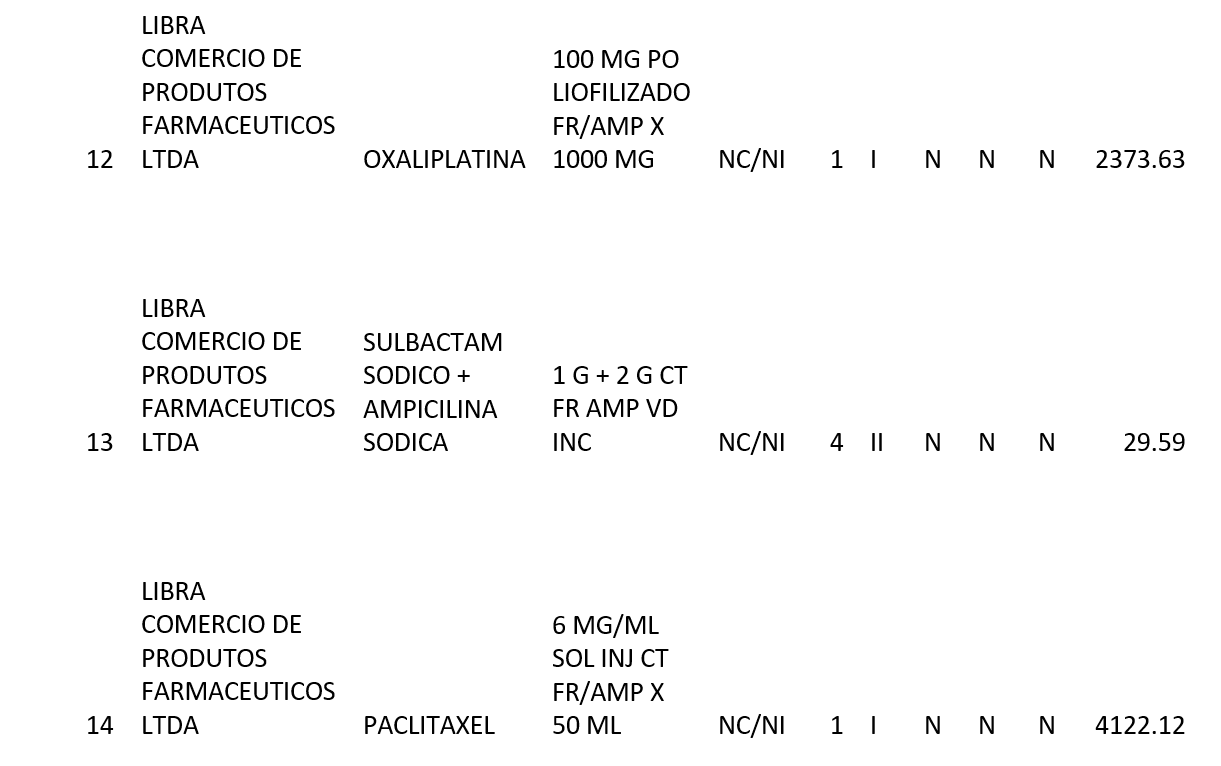 LIBRA
COMERCIO DE
100 MG PO
PRODUTOS
LIOFILIZADO
FARMACEUTICOS
FR/AMP X
12 LTDA OXALIPLATINA 1000 MG NC/NI 1 I N N N 2373.63
LIBRA
COMERCIO DE SULBACTAM
PRODUTOS SODICO + 1 G + 2 G CT
FARMACEUTICOS AMPICILINA FR AMP VD
13 LTDA SODICA INC NC/NI 4 II N N N 29.59
LIBRA
COMERCIO DE 6 MG/ML
PRODUTOS SOL INJ CT
FARMACEUTICOS FR/AMP X
14 LTDA PACLITAXEL 50 ML NC/NI 1 I N N N 4122.12